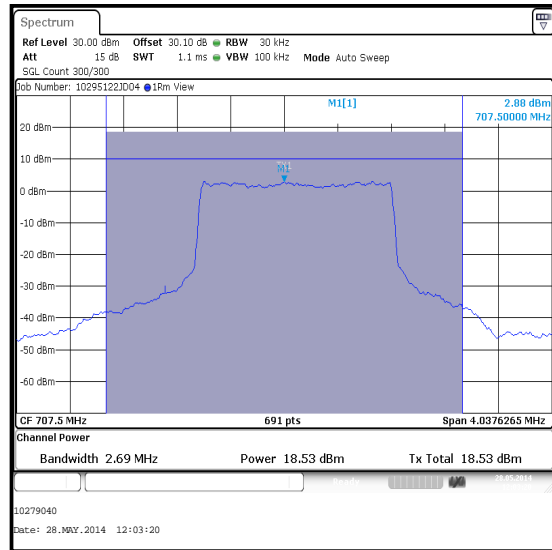 Spectrum
Ref Level 30.00 dBm Offset 30.10 dB RBW 30 kHz
Att 15 dB SWT 1.1 ms VBW 100 kHz Mode Auto Sweep
SGL Count 300/300
Job Number: 10295122JD04 1Rm View
M1[1] 2.88 dBm
707.50000 M
20 dBm
10 dBm
M1
0 dBm
-10 dBm
-20 dBm
-30 dBm
-40 dBm
-50 dBm
-60 dBm
CF 707.5 MHz 691 pts Span 4.0376265 MHz
Channel Power
Bandwidth 2.69 MHz Power 18.53 dBm Tx Total 18.53 dBm
Ready 28.05.2014
10279040
Date: 28.MAY.2014 12:03:20